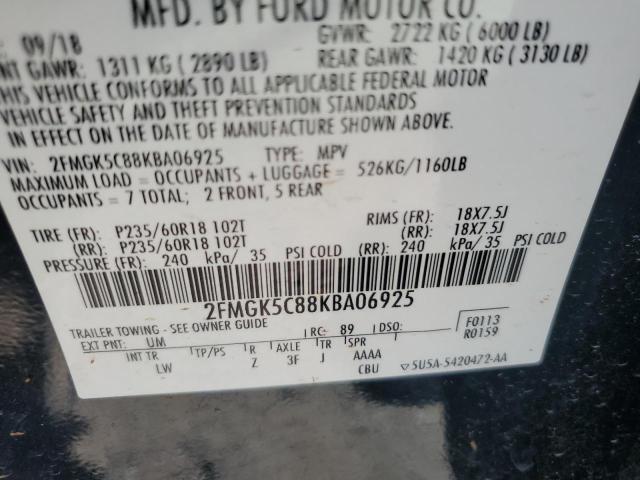 MFD. BY FORD MOTOR CO.
09/18 GVWR: 2722 KG ( 6000 LB)
NT GAWR: 1311 KG ( 2890 LB) REAR GAWR: 1420 KG ( 3130 LB)
HIS VEHICLE CONFORMS TO ALL APPLICABLE FEDERAL MOTOR
VEHICLE SAFETY AND THEFT PREVENTION STANDARDS
IN EFFECT ON THE DATE OF MANUFACTURE SHOWN ABOVE.
VIN: 2FMGK5C88KBA06925 TYPE: MPV
MAXIMUM LOAD = OCCUPANTS + LUGGAGE = 526KG/1160LB
OCCUPANTS = 7 TOTAL; 2 FRONT, 5 REAR
TIRE (FR): P235/60R18 102T RIMS (FR): 18X7.5J
(RR): P235/60R18 102T (RR): 18X7.5J
PRESSURE (FR): 240 kPa/ 35 PSI COLD (RR): 240 kPa/ 35 PSI COLD
2FMGK5C88KBA06925
TRAILER TOWING - SEE OWNER GUIDE
EXT PNT: UM RC: 89 DSO: F0113
INT TR TP/PS R AXLE TR SPR R0159
LW Z 3F J AAAA
CBU 5U5A-5420472-AA